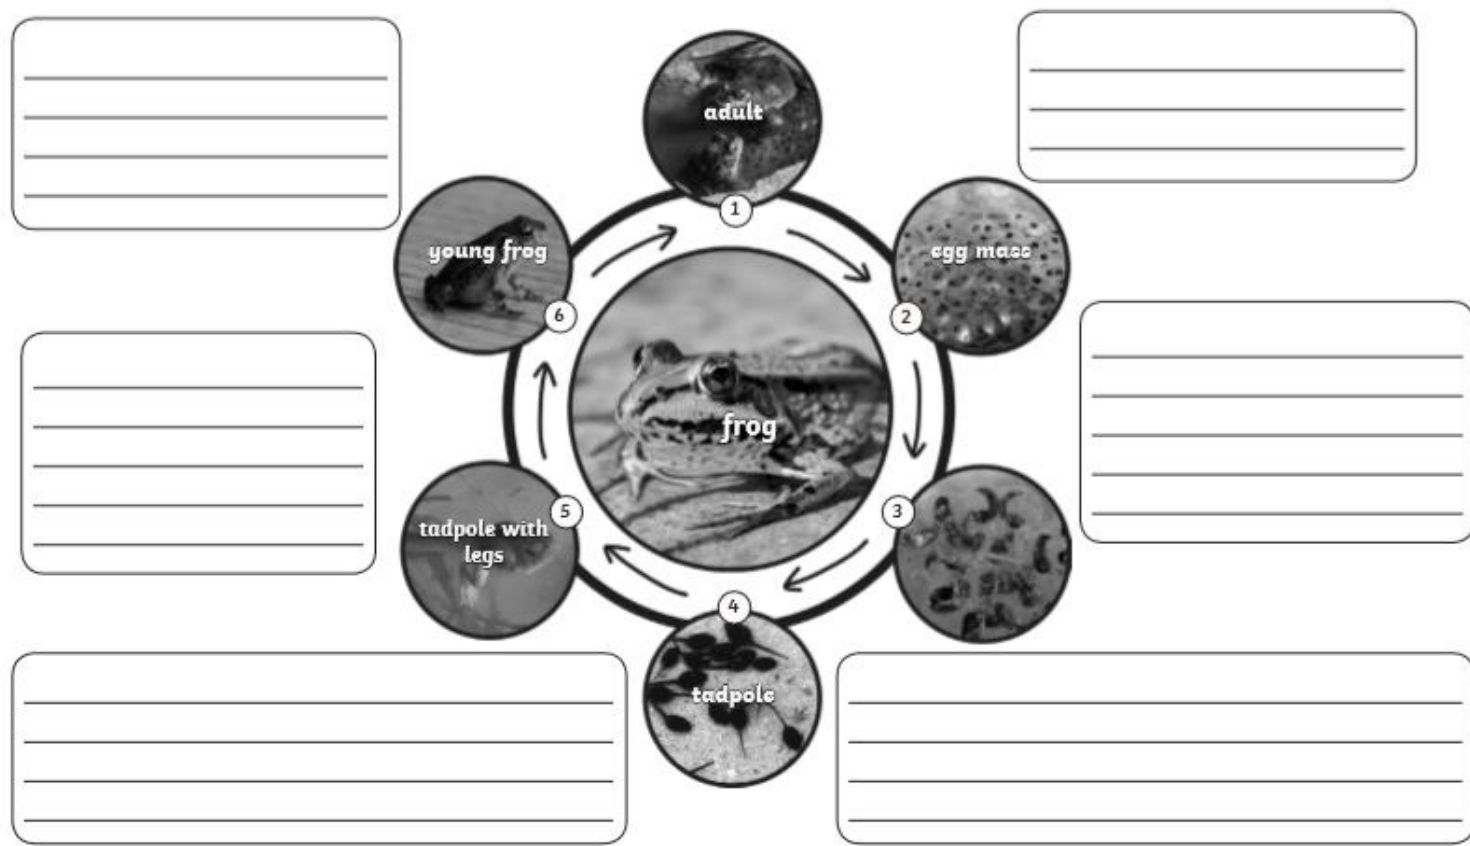 adult
1
young frog
egg mass
6
2
frog
tadpole with
legs
5
3
4
tadpole